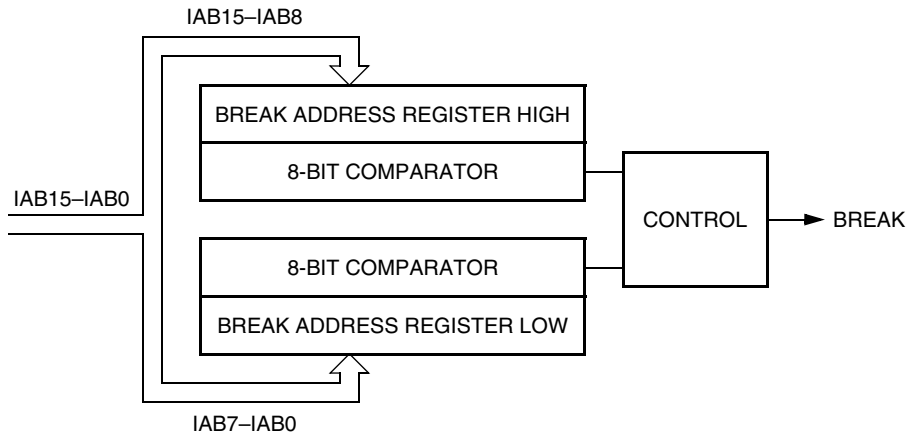 IAB15–IAB8
BREAK ADDRESS REGISTER HIGH
8-BIT COMPARATOR
IAB15–IAB0
CONTROL
BREAK
8-BIT COMPARATOR
BREAK ADDRESS REGISTER LOW
IAB7–IAB0